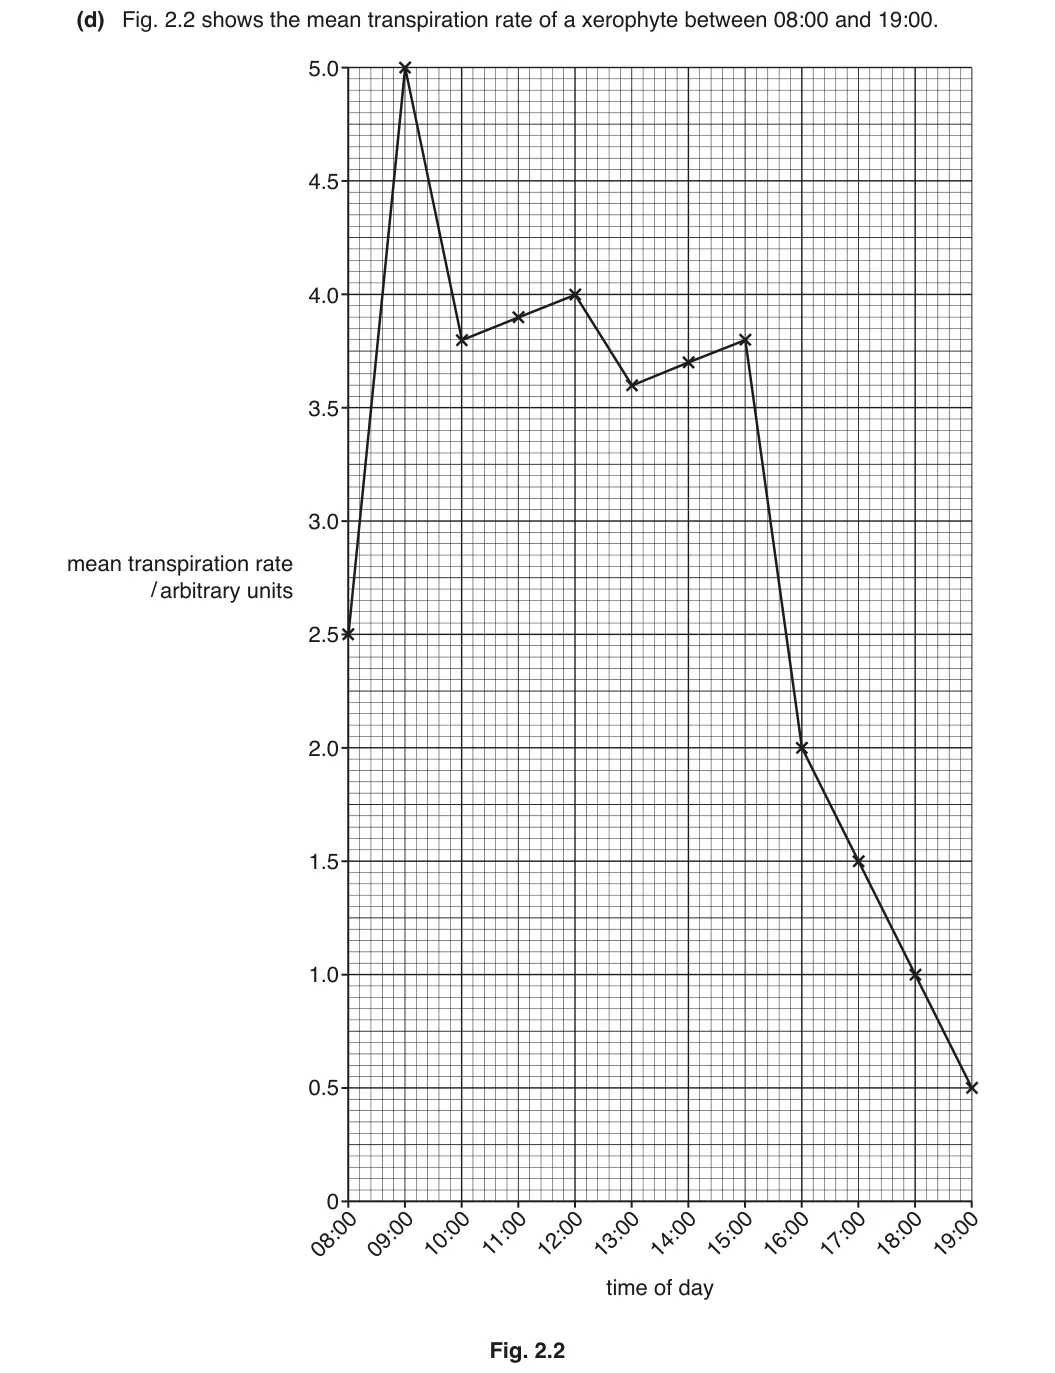 (d) Fig. 2.2 shows the mean transpiration rate of a xerophyte between 08:00 and 19:00.
5.0
4.5
4.0
3.5
3.0
mean transpiration rate
/ arbitrary units
2.5
2.0
1.5
1.0
0.5
0
08:00 09:00 10:00 11:00 12:00 13:00 14:00 15:00 16:00 17:00 18:00 19:00
time of day
Fig. 2.2